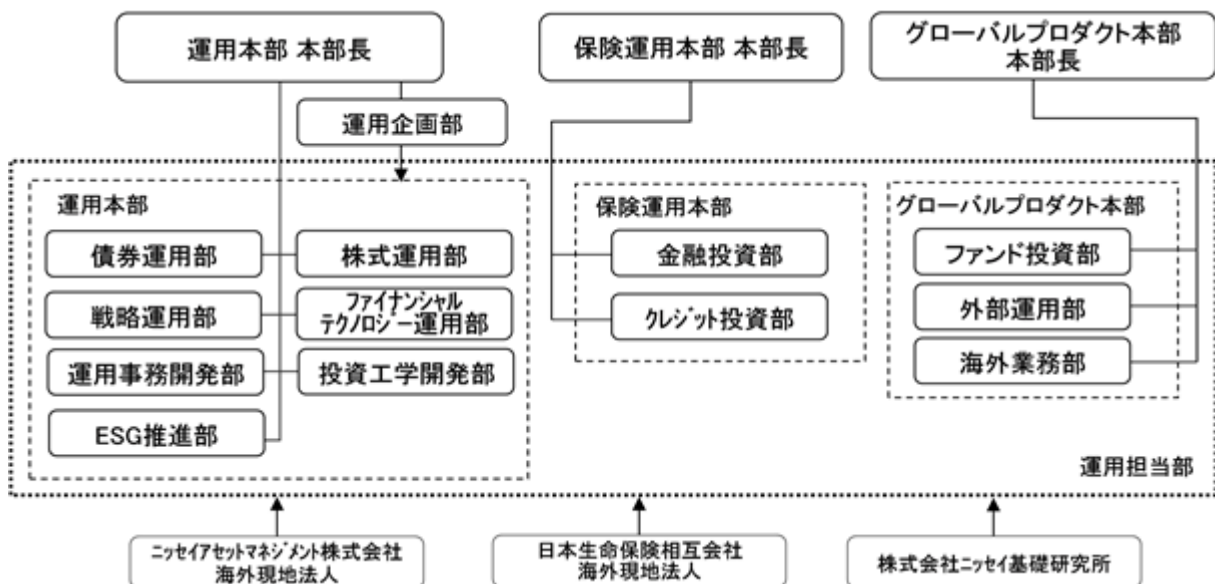 運用本部 本部長
保険運用本部 本部長
グローバルプロダクト本部
本部長
運用企画部
運用本部
債券運用部
株式運用部
戦略運用部
ファイナンシャル
テクノロジー運用部
運用事務開発部
投資工学開発部
ESG推進部
保険運用本部
金融投資部
クレジット投資部
グローバルプロダクト本部
ファンド投資部
外部運用部
海外業務部
運用担当部
ニッセイアセットマネジメント株式会社
海外現地法人
日本生命保険相互会社
海外現地法人
株式会社ニッセイ基礎研究所